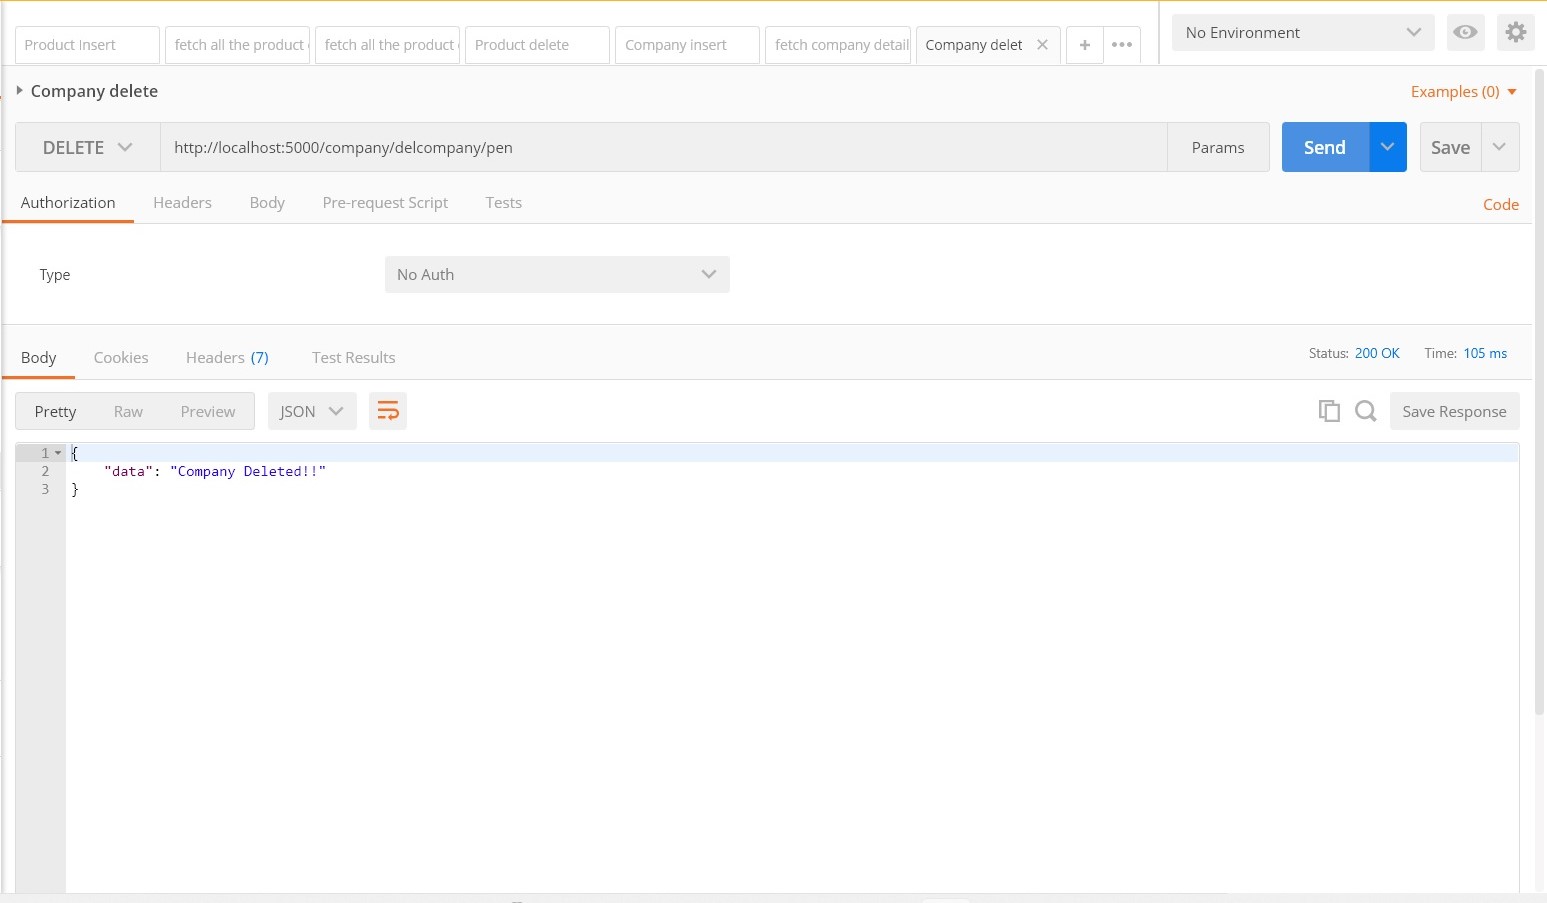 Product Insert
fetch all the product
fetch all the product
Product delete
Company insert
fetch company detail
Company delet
No Environment
Company delete
Examples (0)
DELETE
http://localhost:5000/company/delcompany/pen
Params
Send
Save
Authorization
Headers
Body
Pre-request Script
Tests
Code
Type
No Auth
Body
Cookies
Headers (7)
Test Results
Status: 200 OK
Time: 105 ms
Pretty
Raw
Preview
JSON
Save Response
1 {
2 "data": "Company Deleted!!"
3 }